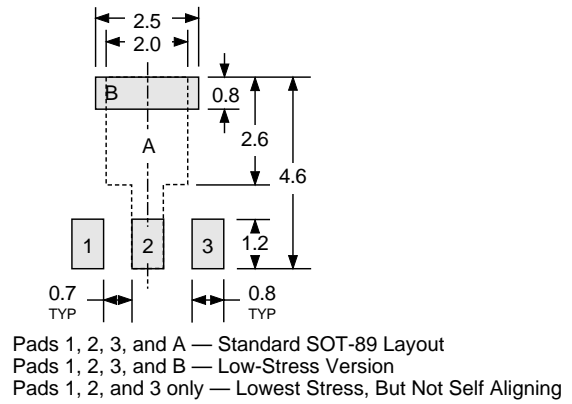 2.5
2.0
B
0.8
A
2.6
4.6
1 2 3 1.2
0.7 0.8
TYP TYP
Pads 1, 2, 3, and A — Standard SOT-89 Layout
Pads 1, 2, 3, and B — Low-Stress Version
Pads 1, 2, and 3 only — Lowest Stress, But Not Self Aligning